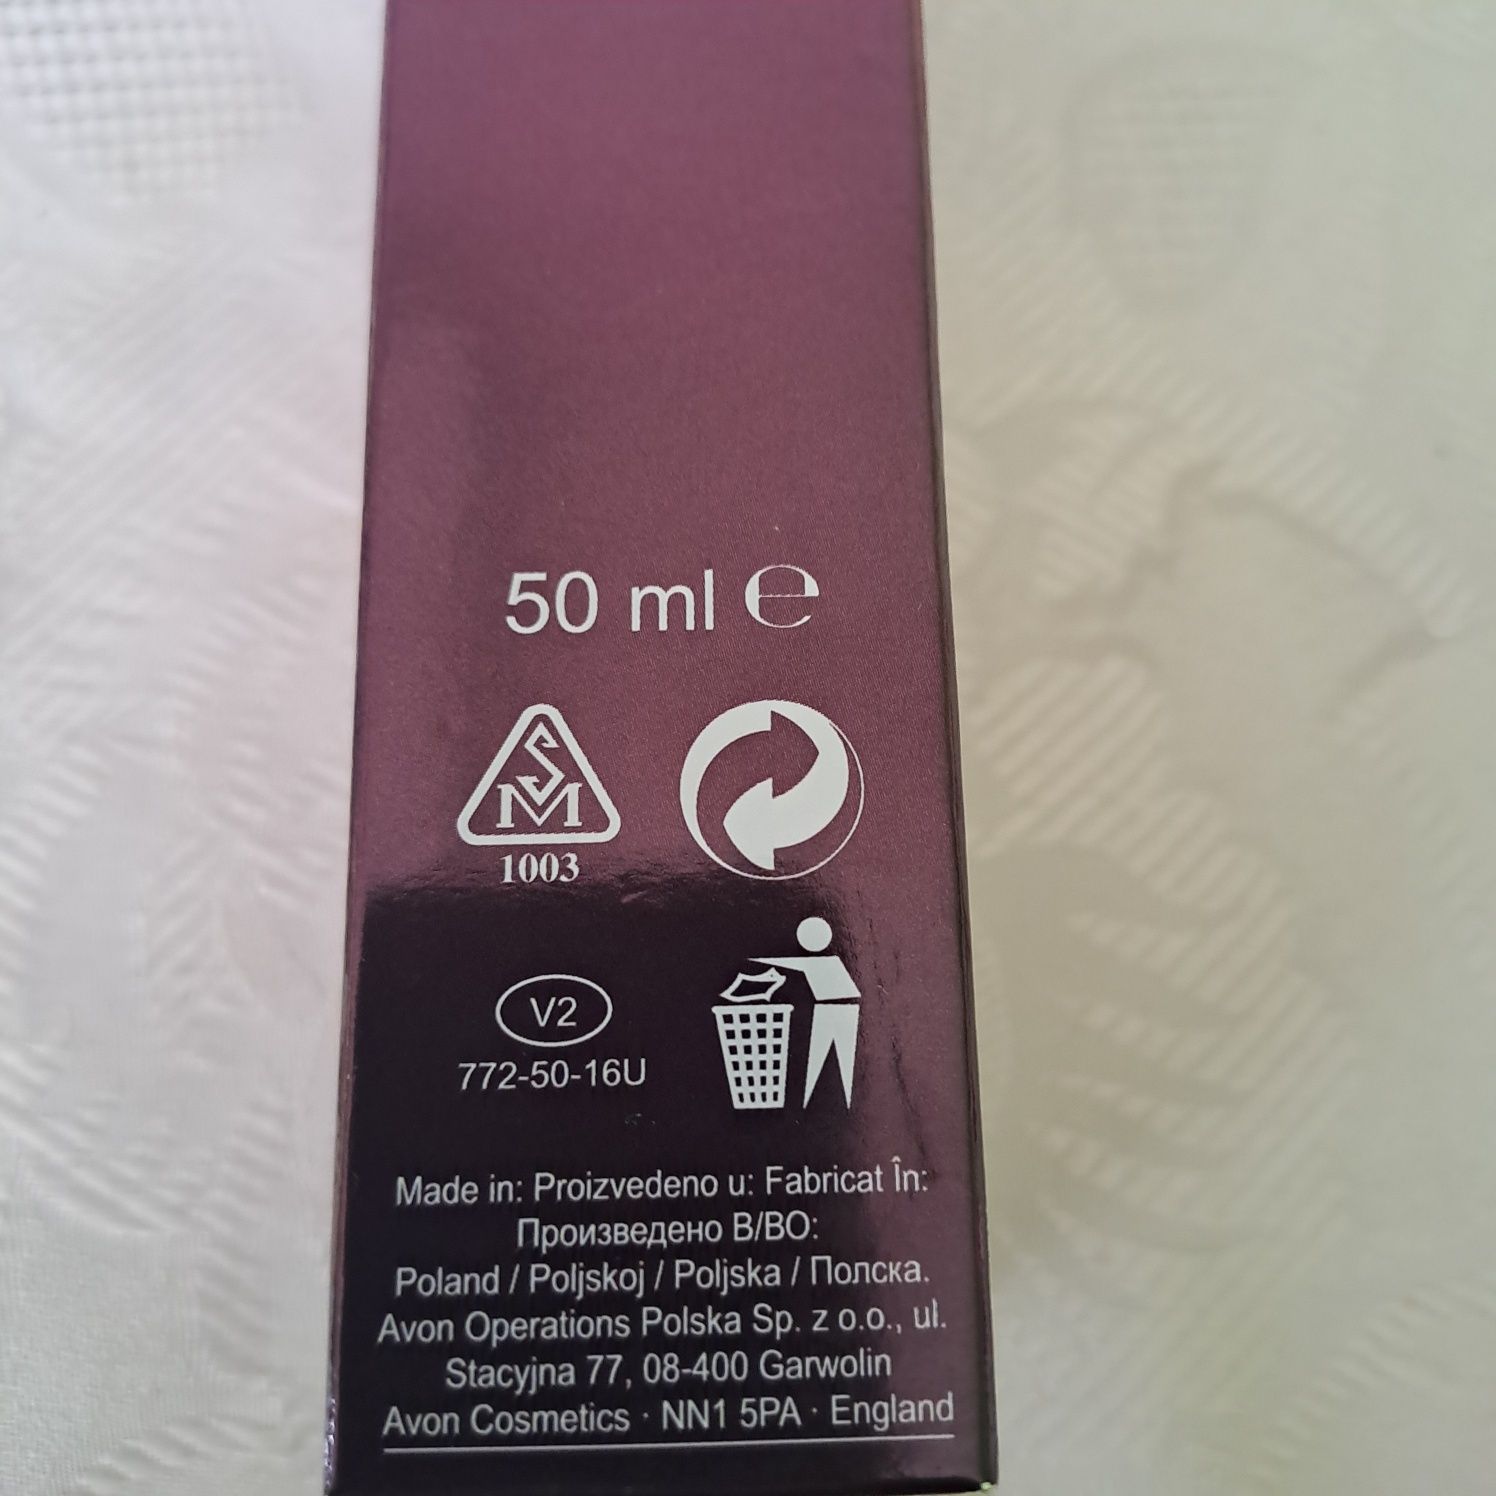 50 ml ℮
SM
1003
V2
772-50-16U
Made in: Proizvedeno u: Fabricat În:
Произведено В/ВО:
Poland / Poljskoj / Poljska / Полска.
Avon Operations Polska Sp. z o.o., ul.
Stacyjna 77, 08-400 Garwolin
Avon Cosmetics · NN1 5PA · England